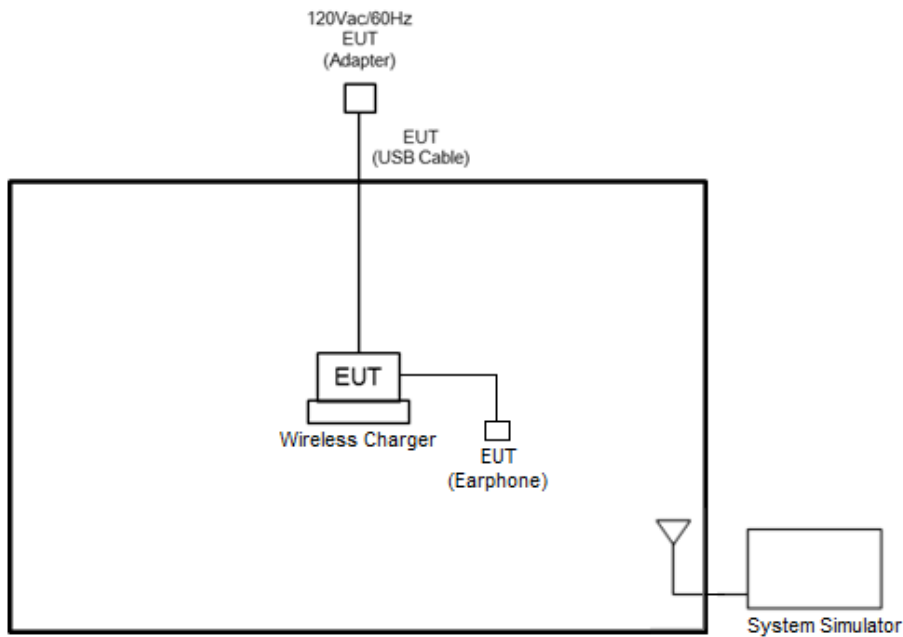 120Vac/60Hz
EUT
(Adapter)
EUT
(USB Cable)
EUT
Wireless Charger
EUT
(Earphone)
System Simulator